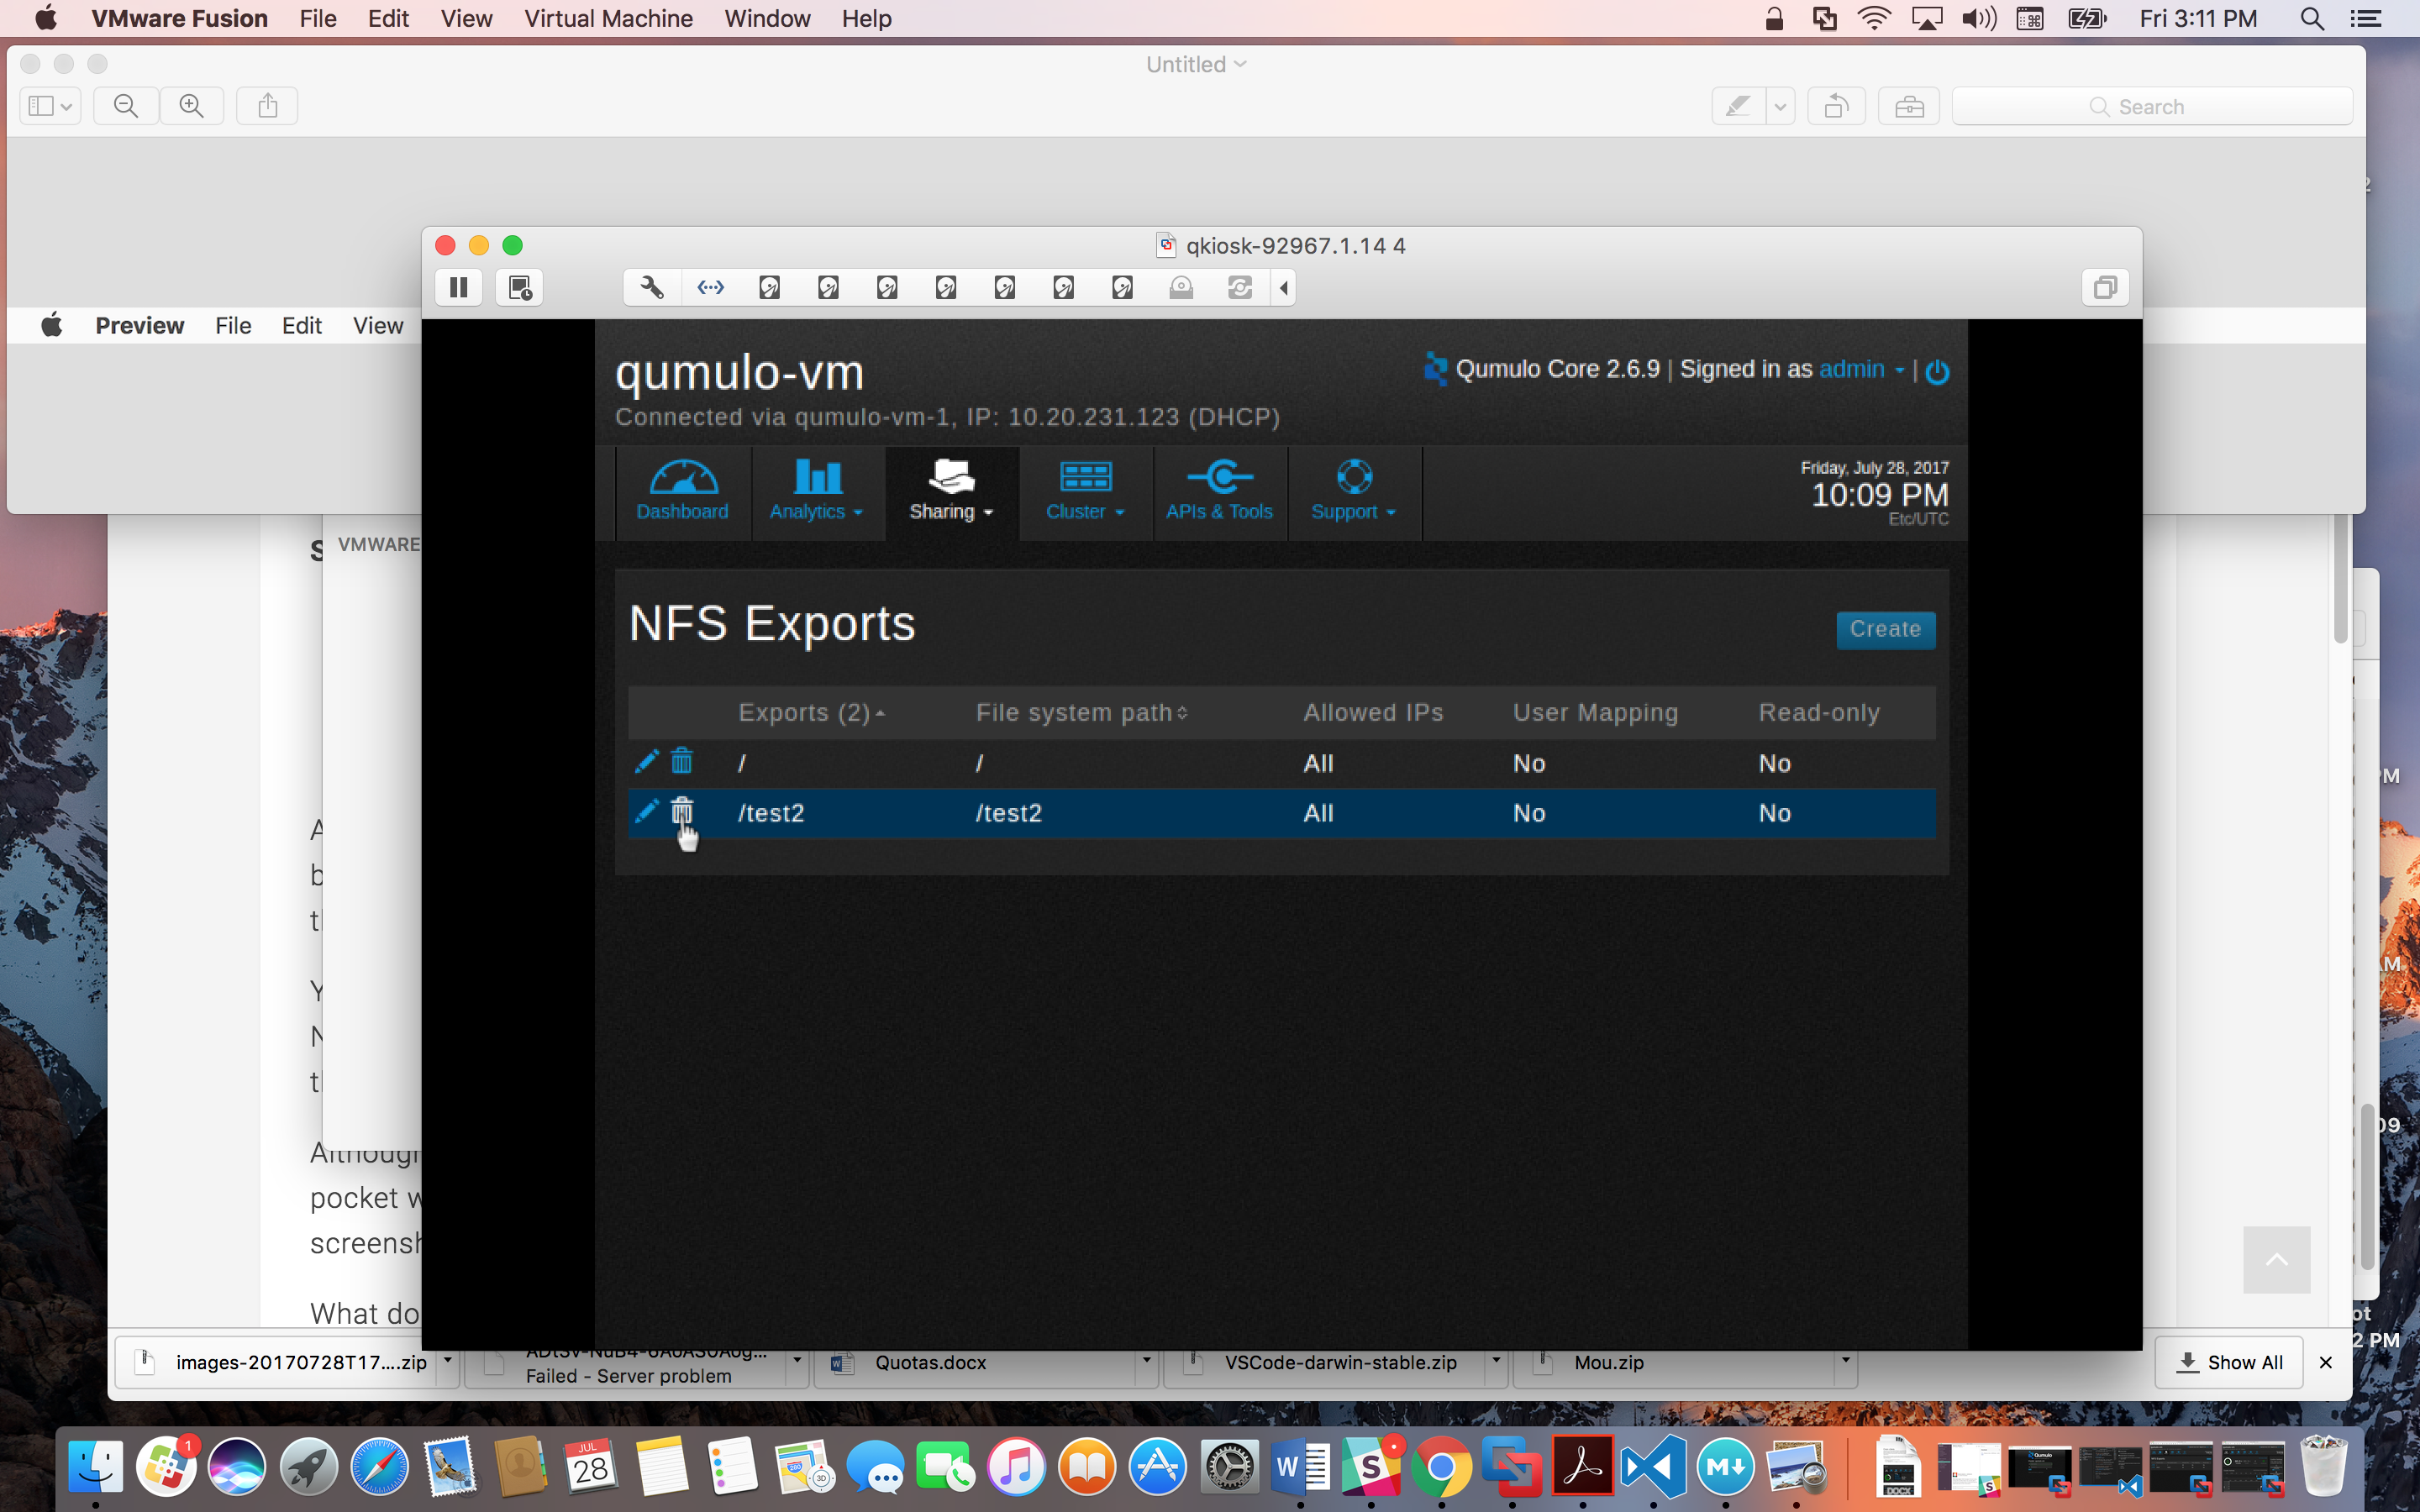 VMware Fusion File Edit View Virtual Machine Window Help Fri 3:11 PM
Untitled
Search
qkiosk-92967.1.14 4
Preview File Edit View
qumulo-vm
Qumulo Core 2.6.9 | Signed in as admin |
Connected via qumulo-vm-1, IP: 10.20.231.123 (DHCP)
Dashboard Analytics Sharing Cluster APIs & Tools Support
Friday, July 28, 2017
10:09 PM
Etc/UTC
VMWARE
NFS Exports
Create
Exports (2) File system path Allowed IPs User Mapping Read-only
/ / All No No
/test2 /test2 All No No
pocket
What do
2 PM
images-20170728T17....zip
Failed - Server problem
Quotas.docx
VSCode-darwin-stable.zip
Mou.zip
Show All
1
JUL
28
3D
DOCX